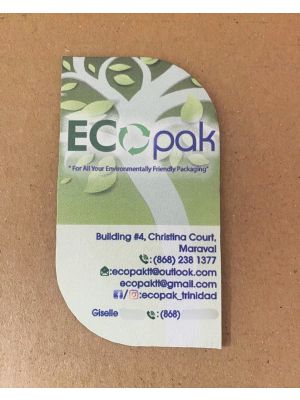 ECOpak
"For All Your Environmentally Friendly Packaging"
Building #4, Christina Court,
Maraval
:(868) 238 1377
:ecopaktt@outlook.com
ecopaktt@gmail.com
/ :ecopak_trinidad
Giselle :(868)